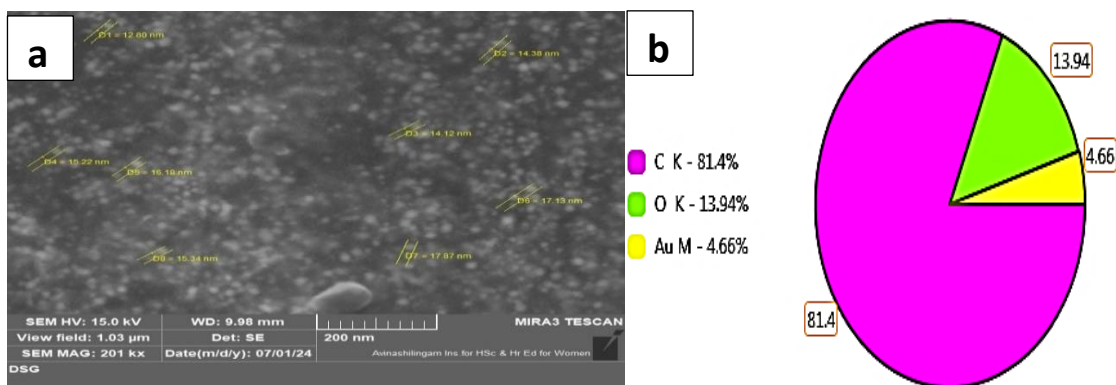 a
D1 = 12.80 nm
D2 = 14.38 nm
D3 = 14.12 nm
D4 = 15.22 nm
D5 = 16.16 nm
D6 = 17.13 nm
D7 = 17.87 nm
D8 = 15.34 nm
SEM HV: 15.0 kV WD: 9.98 mm MIRA3 TESCAN
View field: 1.03 µm Det: SE 200 nm
SEM MAG: 201 kx Date(m/d/y): 07/01/24 Avinashilingam Ins for HSc & Hr Ed for Women
DSG
b
C K - 81.4%
O K - 13.94%
Au M - 4.66%
13.94
4.66
81.4